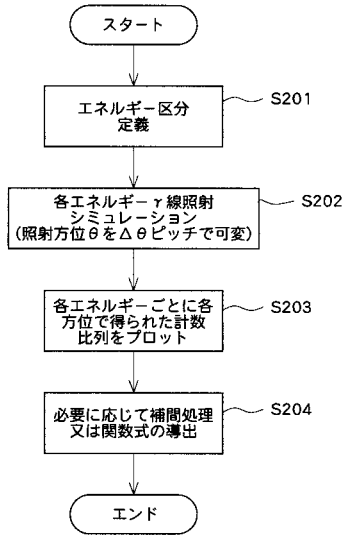 スタート
エネルギー区分
定義
S201
各エネルギーγ線照射
シミュレーション
(照射方位θをΔθピッチで可変)
S202
各エネルギーごとに各
方位で得られた計数
比列をプロット
S203
必要に応じて補間処理
又は関数式の導出
S204
エンド